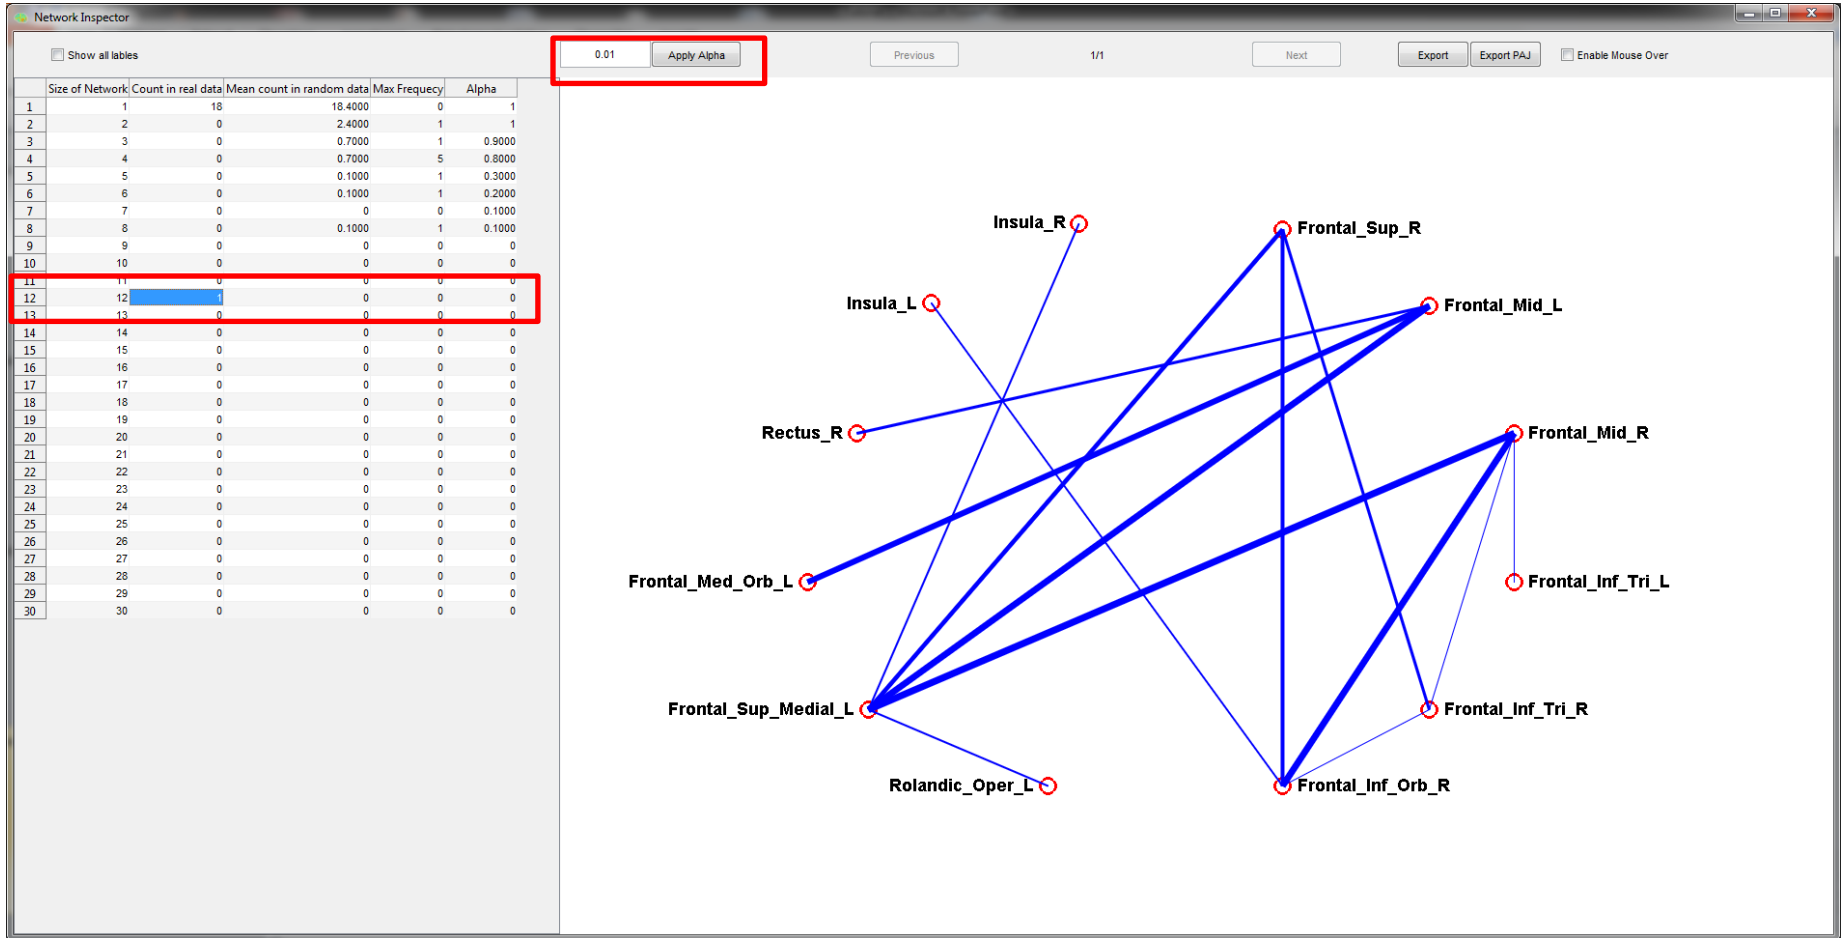 Network Inspector
Show all lables
0.01 Apply Alpha Previous 1/1 Next Export Export PAJ Enable Mouse Over
Size of Network Count in real data Mean count in random data Max Frequecy Alpha
1 1 18 18.4000 0 1
2 2 0 2.4000 1 1
3 3 0 0.7000 1 0.9000
4 4 0 0.7000 5 0.8000
5 5 0 0.1000 1 0.3000
6 6 0 0.1000 1 0.2000
7 7 0 0 0 0.1000
8 8 0 0.1000 1 0.1000
9 9 0 0 0 0
10 10 0 0 0 0
11 11 0 0 0 0
12 12 1 0 0 0
13 13 0 0 0 0
14 14 0 0 0 0
15 15 0 0 0 0
16 16 0 0 0 0
17 17 0 0 0 0
18 18 0 0 0 0
19 19 0 0 0 0
20 20 0 0 0 0
21 21 0 0 0 0
22 22 0 0 0 0
23 23 0 0 0 0
24 24 0 0 0 0
25 25 0 0 0 0
26 26 0 0 0 0
27 27 0 0 0 0
28 28 0 0 0 0
29 29 0 0 0 0
30 30 0 0 0 0
Insula_R
Frontal_Sup_R
Insula_L
Frontal_Mid_L
Rectus_R
Frontal_Mid_R
Frontal_Med_Orb_L
Frontal_Inf_Tri_L
Frontal_Sup_Medial_L
Frontal_Inf_Tri_R
Rolandic_Oper_L
Frontal_Inf_Orb_R